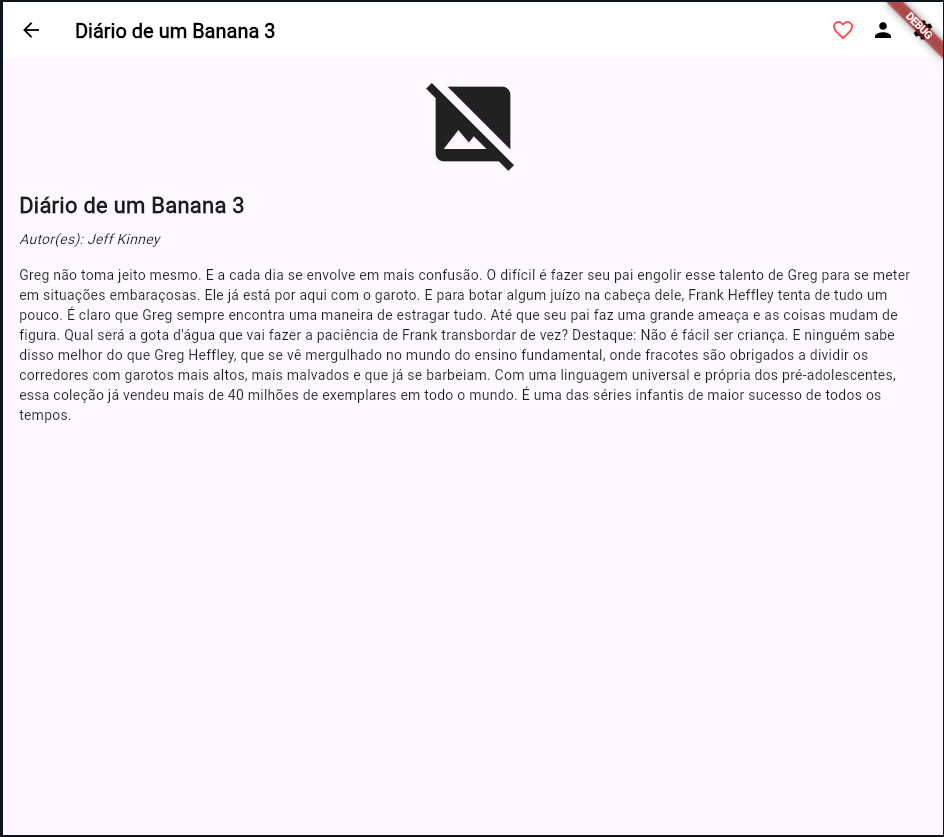 Diário de um Banana 3
DEBUG
Diário de um Banana 3
Autor(es): Jeff Kinney
Greg não toma jeito mesmo. E a cada dia se envolve em mais confusão. O difícil é fazer seu pai engolir esse talento de Greg para se meter
em situações embaraçosas. Ele já está por aqui com o garoto. E para botar algum juízo na cabeça dele, Frank Heffley tenta de tudo um
pouco. É claro que Greg sempre encontra uma maneira de estragar tudo. Até que seu pai faz uma grande ameaça e as coisas mudam de
figura. Qual será a gota d'água que vai fazer a paciência de Frank transbordar de vez? Destaque: Não é fácil ser criança. E ninguém sabe
disso melhor do que Greg Heffley, que se vê mergulhado no mundo do ensino fundamental, onde fracotes são obrigados a dividir os
corredores com garotos mais altos, mais malvados e que já se barbeiam. Com uma linguagem universal e própria dos pré-adolescentes,
essa coleção já vendeu mais de 40 milhões de exemplares em todo o mundo. É uma das séries infantis de maior sucesso de todos os
tempos.